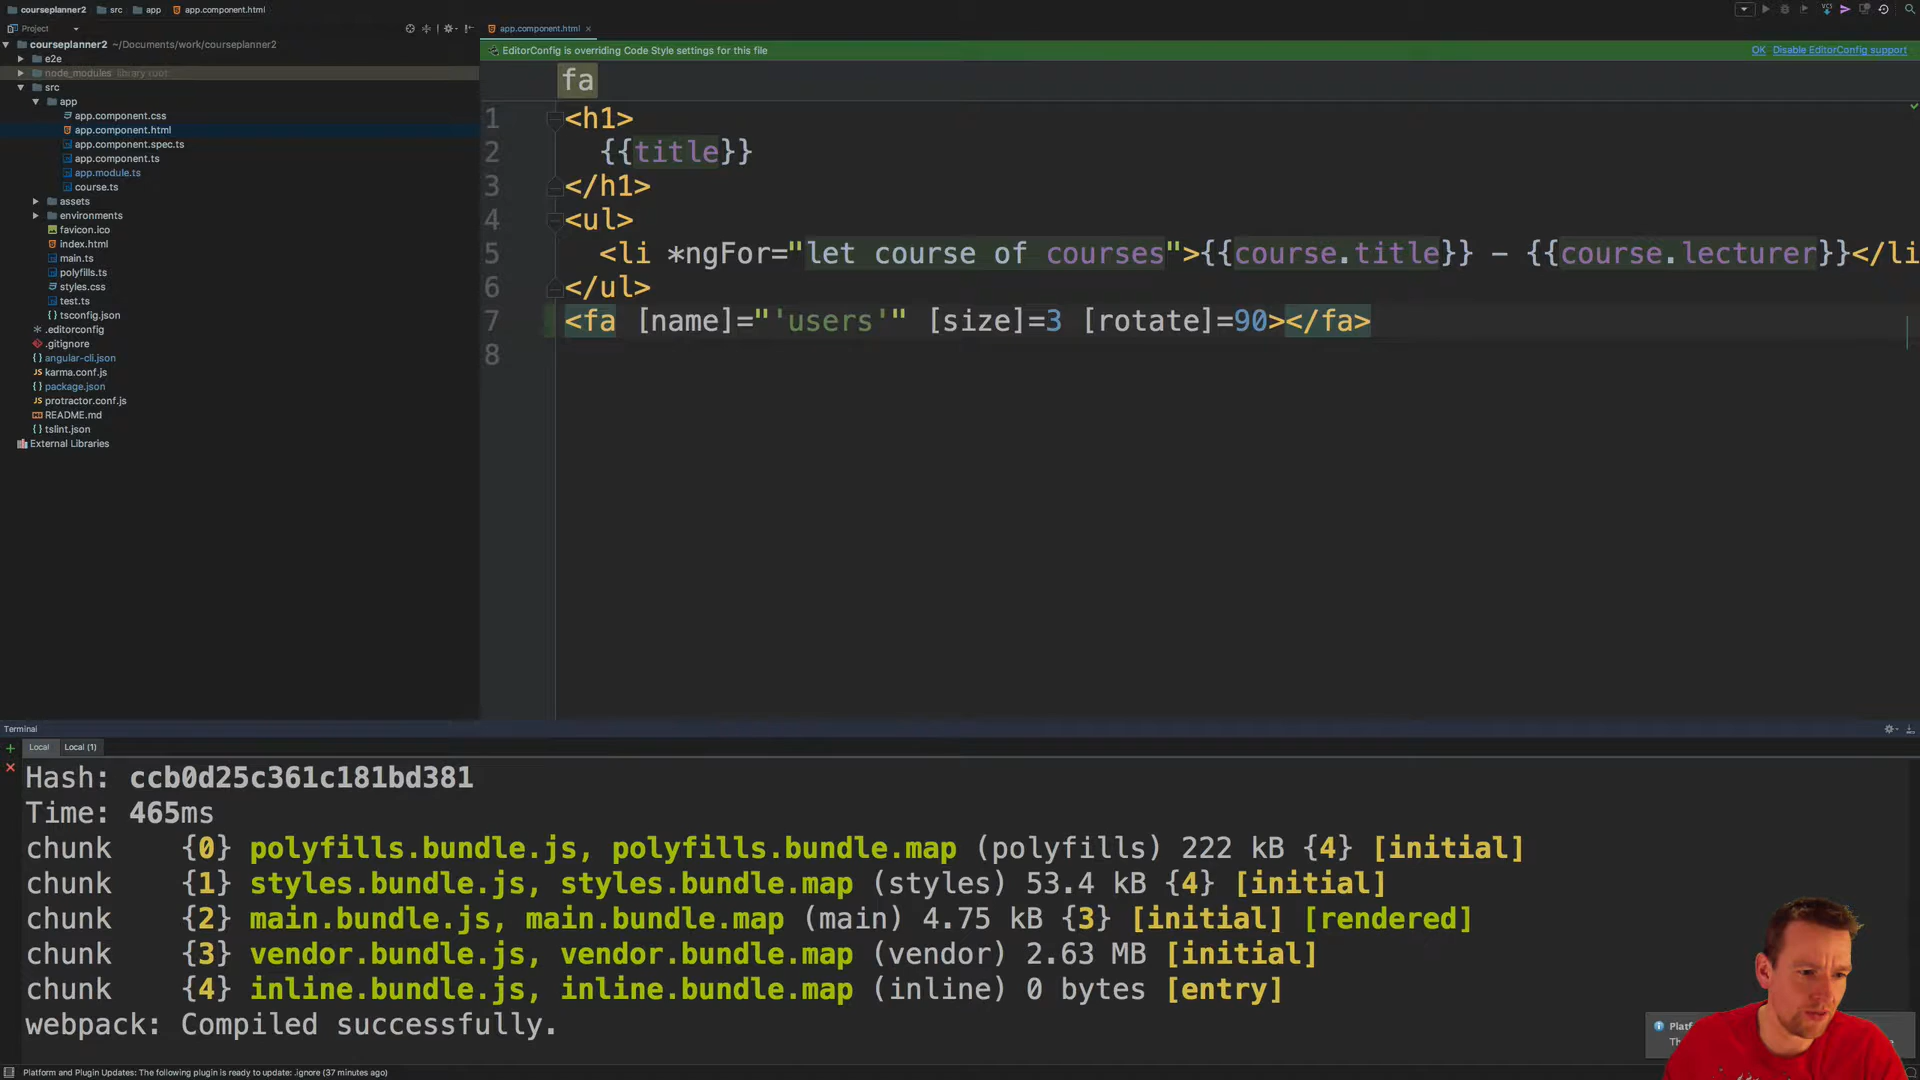 courseplanner2 src app app.component.html
Project
app.component.html
courseplanner2 ~/Documents/work/courseplanner2
e2e
node_modules library root
src
app
app.component.css
app.component.html
app.component.spec.ts
app.component.ts
app.module.ts
course.ts
assets
environments
favicon.ico
index.html
main.ts
polyfills.ts
styles.css
test.ts
tsconfig.json
.editorconfig
.gitignore
angular-cli.json
karma.conf.js
package.json
protractor.conf.js
README.md
tslint.json
External Libraries
EditorConfig is overriding Code Style settings for this file OK Disable EditorConfig support
fa
1 <h1>
2 {{title}}
3 </h1>
4 <ul>
5 <li *ngFor="let course of courses">{{course.title}} - {{course.lecturer}}</li
6 </ul>
7 <fa [name]="'users'" [size]=3 [rotate]=90></fa>
8
Terminal
Local Local (1)
Hash: ccb0d25c361c181bd381
Time: 465ms
chunk {0} polyfills.bundle.js, polyfills.bundle.map (polyfills) 222 kB {4} [initial]
chunk {1} styles.bundle.js, styles.bundle.map (styles) 53.4 kB {4} [initial]
chunk {2} main.bundle.js, main.bundle.map (main) 4.75 kB {3} [initial] [rendered]
chunk {3} vendor.bundle.js, vendor.bundle.map (vendor) 2.63 MB [initial]
chunk {4} inline.bundle.js, inline.bundle.map (inline) 0 bytes [entry]
webpack: Compiled successfully.
Platform and Plugin Updates: The following plugin is ready to update: .ignore (37 minutes ago)